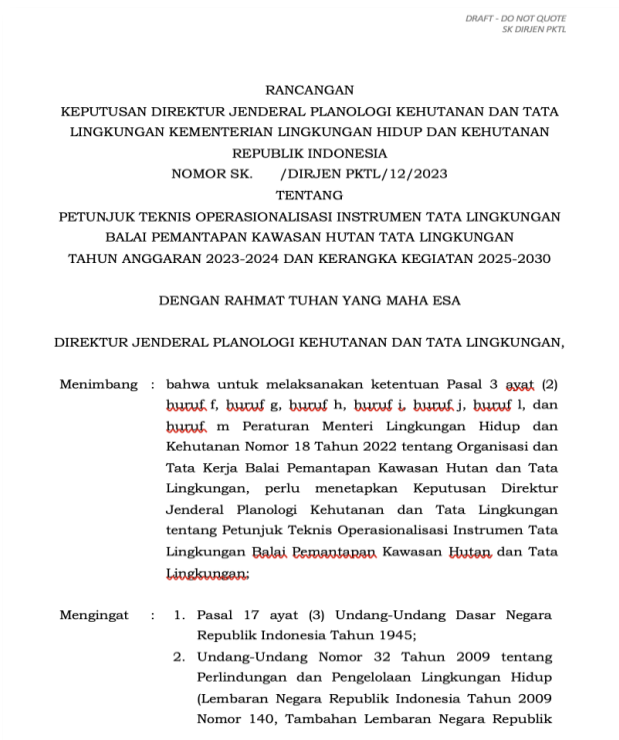 DRAFT - DO NOT QUOTE
SK DIRJEN PKTL
RANCANGAN
KEPUTUSAN DIREKTUR JENDERAL PLANOLOGI KEHUTANAN DAN TATA
LINGKUNGAN KEMENTERIAN LINGKUNGAN HIDUP DAN KEHUTANAN
REPUBLIK INDONESIA
NOMOR SK. /DIRJEN PKTL/12/2023
TENTANG
PETUNJUK TEKNIS OPERASIONALISASI INSTRUMEN TATA LINGKUNGAN
BALAI PEMANTAPAN KAWASAN HUTAN TATA LINGKUNGAN
TAHUN ANGGARAN 2023-2024 DAN KERANGKA KEGIATAN 2025-2030
DENGAN RAHMAT TUHAN YANG MAHA ESA
DIREKTUR JENDERAL PLANOLOGI KEHUTANAN DAN TATA LINGKUNGAN,
Menimbang : bahwa untuk melaksanakan ketentuan Pasal 3 ayat (2)
huruf f, huruf g, huruf h, huruf i, huruf j, huruf l, dan
huruf m Peraturan Menteri Lingkungan Hidup dan
Kehutanan Nomor 18 Tahun 2022 tentang Organisasi dan
Tata Kerja Balai Pemantapan Kawasan Hutan dan Tata
Lingkungan, perlu menetapkan Keputusan Direktur
Jenderal Planologi Kehutanan dan Tata Lingkungan
tentang Petunjuk Teknis Operasionalisasi Instrumen Tata
Lingkungan Balai Pemantapan Kawasan Hutan dan Tata
Lingkungan;
Mengingat : 1. Pasal 17 ayat (3) Undang-Undang Dasar Negara
Republik Indonesia Tahun 1945;
2. Undang-Undang Nomor 32 Tahun 2009 tentang
Perlindungan dan Pengelolaan Lingkungan Hidup
(Lembaran Negara Republik Indonesia Tahun 2009
Nomor 140, Tambahan Lembaran Negara Republik